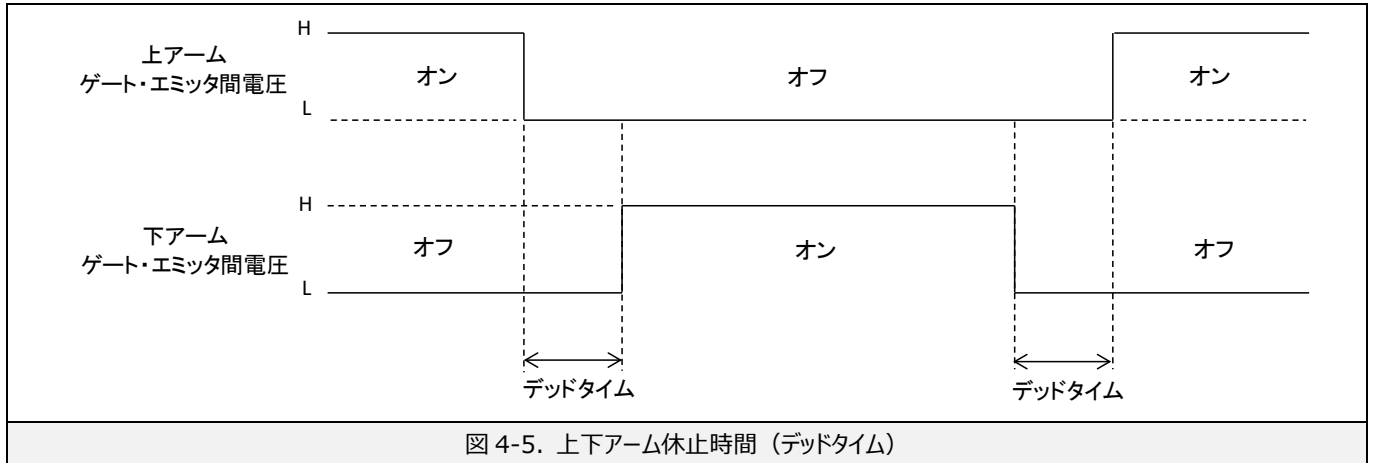 H
上アーム
ゲート・エミッタ間電圧
オン
オフ
オン
L
H
下アーム
ゲート・エミッタ間電圧
オフ
オン
オフ
L
デッドタイム
デッドタイム
図 4-5. 上下アーム休止時間（デッドタイム）